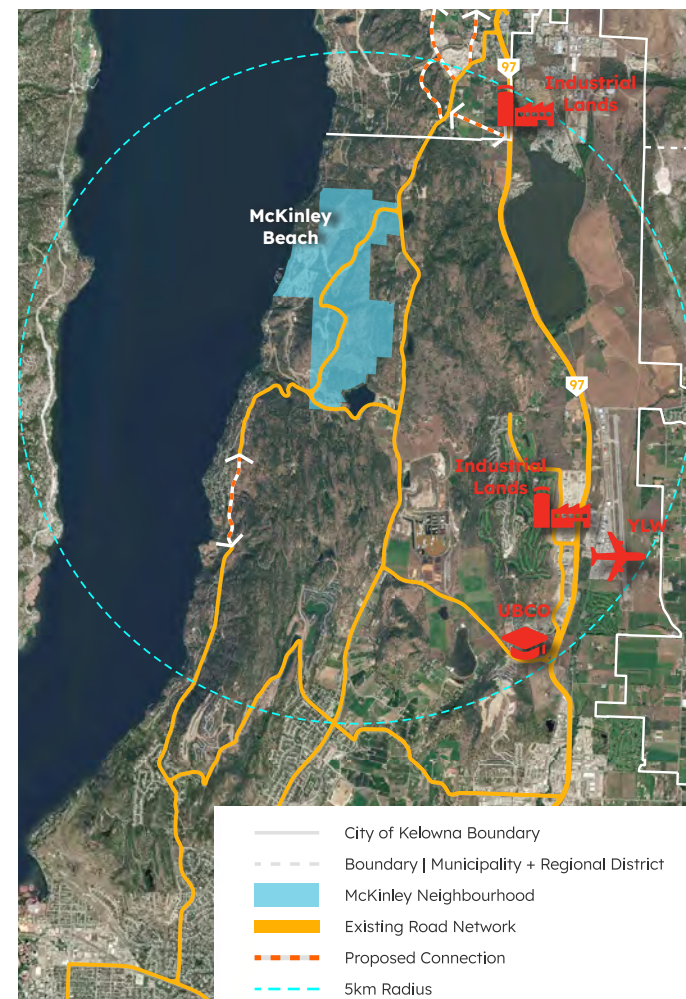 97
Industrial
Lands
McKinley
Beach
97
Industrial
Lands
YLW
UBCO
City of Kelowna Boundary
Boundary | Municipality + Regional District
McKinley Neighbourhood
Existing Road Network
Proposed Connection
5km Radius